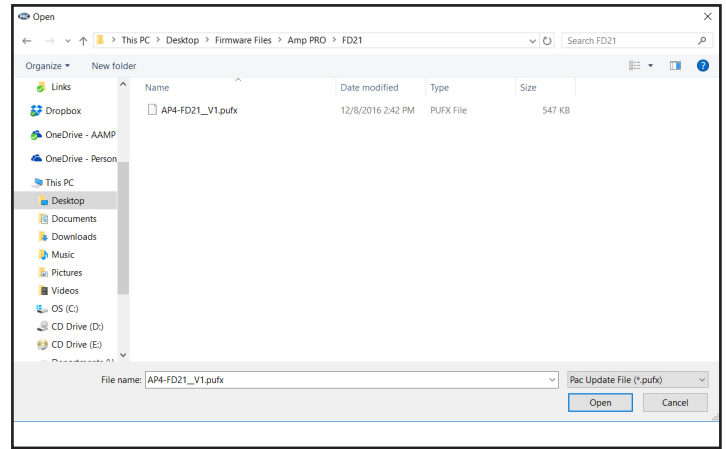 Open
This PC > Desktop > Firmware Files > Amp PRO > FD21
Search FD21
Organize
New folder
Name Date modified Type Size
AP4-FD21__V1.pufx 12/8/2016 2:42 PM PUFX File 547 KB
Links
Dropbox
OneDrive - AAMP
OneDrive - Person
This PC
Desktop
Documents
Downloads
Music
Pictures
Videos
OS (C:)
CD Drive (D:)
CD Drive (E:)
File name: AP4-FD21__V1.pufx
Pac Update File (*.pufx)
Open Cancel